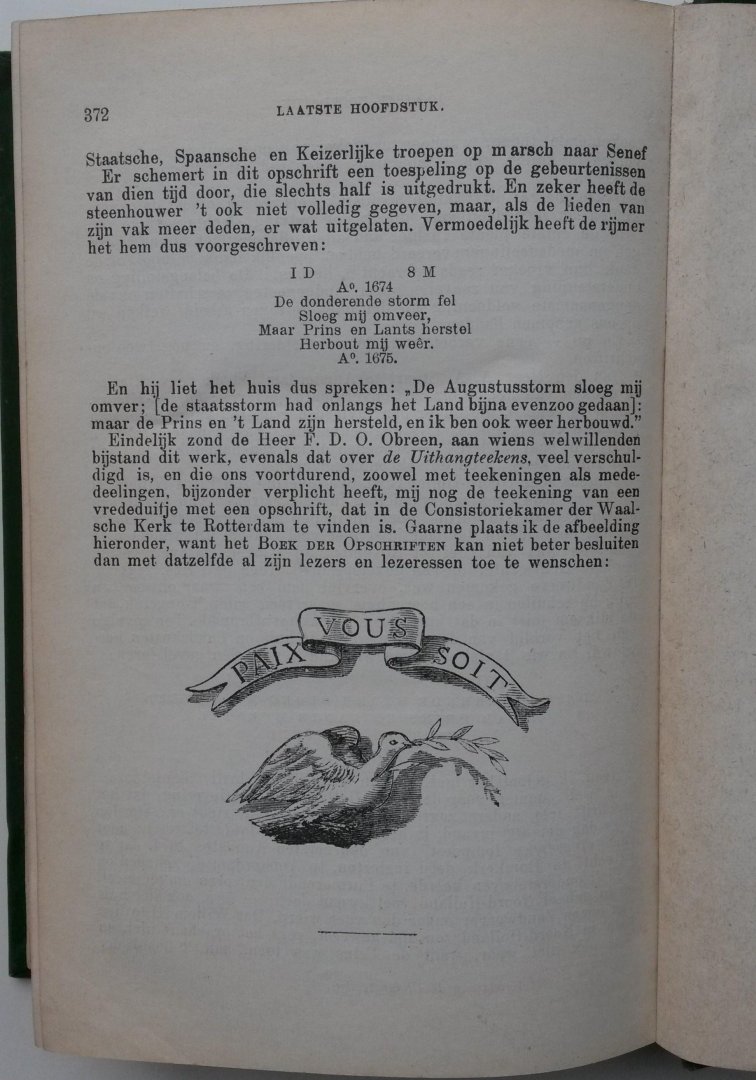 372 LAATSTE HOOFDSTUK.
Staatsche, Spaansche en Keizerlijke troepen op marsch naar Senef
Er schemert in dit opschrift een toespeling op de gebeurtenissen
van dien tijd door, die slechts half is uitgedrukt. En zeker heeft de
steenhouwer 't ook niet volledig gegeven, maar, als de lieden van
zijn vak meer deden, er wat uitgelaten. Vermoedelijk heeft de rijmer
het hem dus voorgeschreven:
I D 8 M
Aº. 1674
De donderende storm fel
Sloeg mij omveer,
Maar Prins en Lants herstel
Herbout mij weêr.
Aº. 1675.
En hij liet het huis dus spreken: „De Augustusstorm sloeg mij
omver; [de staatsstorm had onlangs het Land bijna evenzoo gedaan]:
maar de Prins en 't Land zijn hersteld, en ik ben ook weer herbouwd.”
Eindelijk zond de Heer F. D. O. Obreen, aan wiens welwillenden
bijstand dit werk, evenals dat over de Uithangteekens, veel verschul-
digd is, en die ons voortdurend, zoowel met teekeningen als mede-
deelingen, bijzonder verplicht heeft, mij nog de teekening van een
vrededuifje met een opschrift, dat in de Consistoriekamer der Waal-
sche Kerk te Rotterdam te vinden is. Gaarne plaats ik de afbeelding
hieronder, want het BOEK DER OPSCHRIFTEN kan niet beter besluiten
dan met datzelfde al zijn lezers en lezeressen toe te wenschen:
PAIX VOUS SOIT